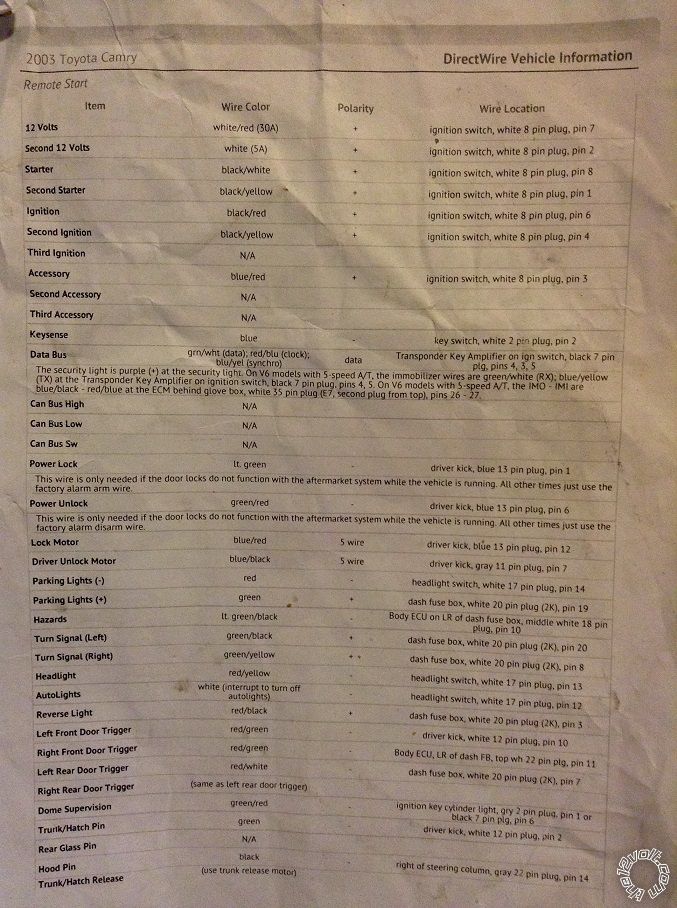 2003 Toyota Camry DirectWire Vehicle Information
Remote Start
Item Wire Color Polarity Wire Location
12 Volts white/red (30A) + ignition switch, white 8 pin plug, pin 7
Second 12 Volts white (5A) + ignition switch, white 8 pin plug, pin 2
Starter black/white + ignition switch, white 8 pin plug, pin 8
Second Starter black/yellow + ignition switch, white 8 pin plug, pin 1
Ignition black/red + ignition switch, white 8 pin plug, pin 6
Second Ignition black/yellow + ignition switch, white 8 pin plug, pin 4
Third Ignition N/A
Accessory blue/red + ignition switch, white 8 pin plug, pin 3
Second Accessory N/A
Third Accessory N/A
Keysense blue - key switch, white 2 pin plug, pin 2
Data Bus grn/wht (data); red/blu (clock); blu/yel (synchro) data Transponder Key Amplifier on ign switch, black 7 pin plg, pins 4, 3, 5
The security light is purple (+) at the security light. On V6 models with 5-speed A/T, the immobilizer wires are green/white (RX); blue/yellow
(TX) at the Transponder Key Amplifier on ignition switch, black 7 pin plug, pins 4, 5. On V6 models with 5-speed A/T, the IMO - IMI are
blue/black - red/blue at the ECM behind glove box, white 35 pin plug (E7, second plug from top), pins 26 - 27.
Can Bus High N/A
Can Bus Low N/A
Can Bus Sw N/A
Power Lock lt. green - driver kick, blue 13 pin plug, pin 1
This wire is only needed if the door locks do not function with the aftermarket system while the vehicle is running. All other times just use the
factory alarm arm wire.
Power Unlock green/red - driver kick, blue 13 pin plug, pin 6
This wire is only needed if the door locks do not function with the aftermarket system while the vehicle is running. All other times just use the
factory alarm disarm wire.
Lock Motor blue/red 5 wire driver kick, blue 13 pin plug, pin 12
Driver Unlock Motor blue/black 5 wire driver kick, gray 11 pin plug, pin 7
Parking Lights (-) red - headlight switch, white 17 pin plug, pin 14
Parking Lights (+) green + dash fuse box, white 20 pin plug (2K), pin 19
Hazards lt. green/black - Body ECU on LR of dash fuse box, middle white 18 pin plug, pin 10
Turn Signal (Left) green/black + dash fuse box, white 20 pin plug (2K), pin 20
Turn Signal (Right) green/yellow + dash fuse box, white 20 pin plug (2K), pin 8
Headlight red/yellow - headlight switch, white 17 pin plug, pin 13
AutoLights white (interrupt to turn off autolights) - headlight switch, white 17 pin plug, pin 12
Reverse Light red/black + dash fuse box, white 20 pin plug (2K), pin 3
Left Front Door Trigger red/green - driver kick, white 12 pin plug, pin 10
Right Front Door Trigger red/green - Body ECU, LR of dash FB, top wh 22 pin plg, pin 11
Left Rear Door Trigger red/white - dash fuse box, white 20 pin plug (2K), pin 7
Right Rear Door Trigger (same as left rear door trigger)
Dome Supervision green/red - ignition key cylinder light, gry 2 pin plug, pin 1 or black 7 pin plg, pin 6
Trunk/Hatch Pin green - driver kick, white 12 pin plug, pin 2
Rear Glass Pin N/A
Hood Pin black - right of steering column, gray 22 pin plug, pin 14
Trunk/Hatch Release (use trunk release motor)
the12volt.com